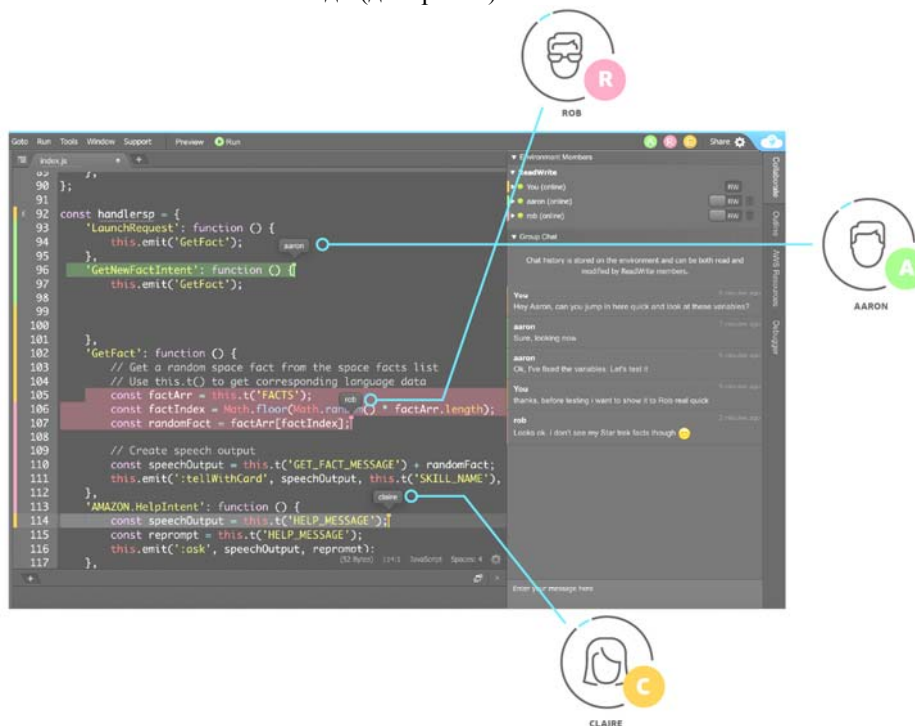 R
ROB
Goto Run Tools Window Support Preview Run
A R C Share
index.js
Environment Members
89 },
90 };
91
92 const handlersp = {
93 'LaunchRequest': function () {
94 this.emit('GetFact');
95 },
96 'GetNewFactIntent': function () {
97 this.emit('GetFact');
98
99
100
101 },
102 'GetFact': function () {
103 // Get a random space fact from the space facts list
104 // Use this.t() to get corresponding language data
105 const factArr = this.t('FACTS');
106 const factIndex = Math.floor(Math.random() * factArr.length);
107 const randomFact = factArr[factIndex];
108
109 // Create speech output
110 const speechOutput = this.t('GET_FACT_MESSAGE') + randomFact;
111 this.emit(':tellWithCard', speechOutput, this.t('SKILL_NAME'),
112 },
113 'AMAZON.HelpIntent': function () {
114 const speechOutput = this.t('HELP_MESSAGE');
115 const reprompt = this.t('HELP_MESSAGE');
116 this.emit(':ask', speechOutput, reprompt);
117 },
aaron
rob
claire
(52 Bytes) JavaScript Spaces: 4
ReadWrite
You (online) RW
aaron (online) RW
rob (online) RW
Group Chat
Chat history is stored on the environment and can be both read and
modified by ReadWrite members.
You
Hey Aaron, can you jump in here quick and look at these variables?
aaron
Sure, looking now
aaron
Ok, I've fixed the variables. Let's test it
You
thanks, before testing i want to show it to Rob real quick
rob
Looks ok. i don't see my Star trek facts though
Enter your message here
Collaborate
Outline
AWS Resources
Debugger
A
AARON
C
CLAIRE